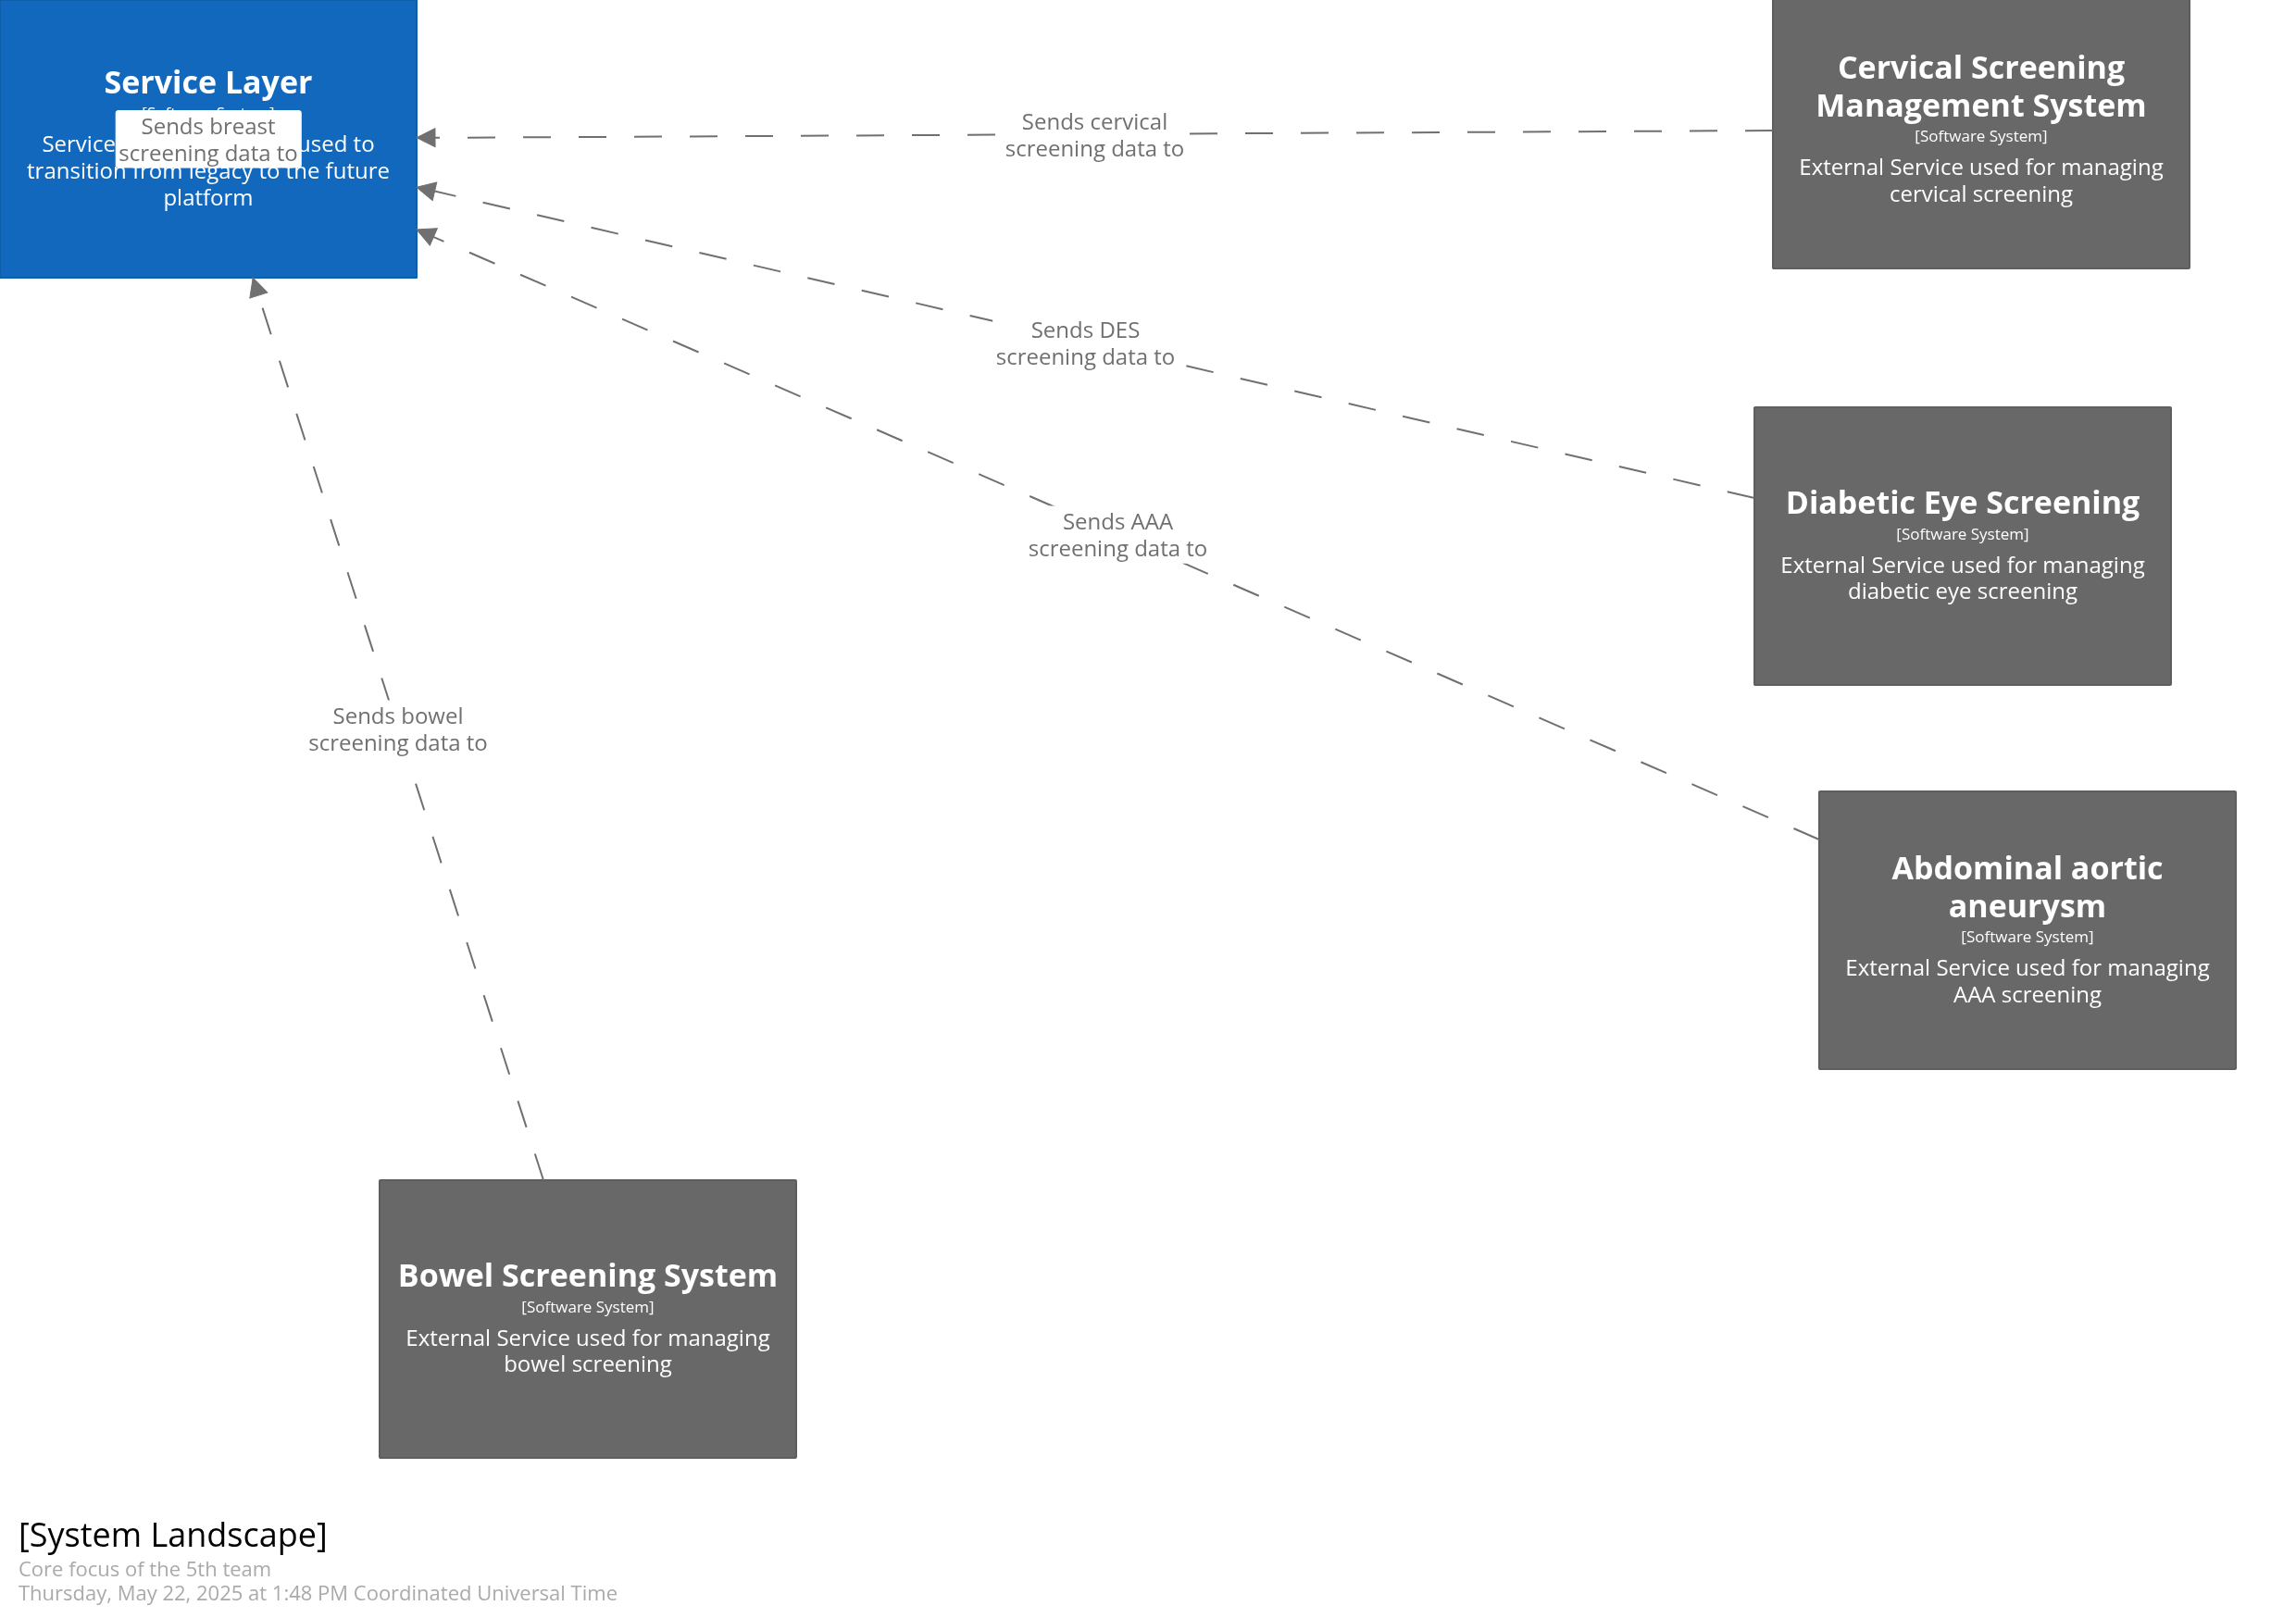 Service Layer
Sends breast
screening data to
Service used to
transition from legacy to the future
platform
Sends cervical
screening data to
Cervical Screening
Management System
[Software System]
External Service used for managing
cervical screening
Sends DES
screening data to
Diabetic Eye Screening
[Software System]
External Service used for managing
diabetic eye screening
Sends AAA
screening data to
Abdominal aortic
aneurysm
[Software System]
External Service used for managing
AAA screening
Sends bowel
screening data to
Bowel Screening System
[Software System]
External Service used for managing
bowel screening
[System Landscape]
Core focus of the 5th team
Thursday, May 22, 2025 at 1:48 PM Coordinated Universal Time